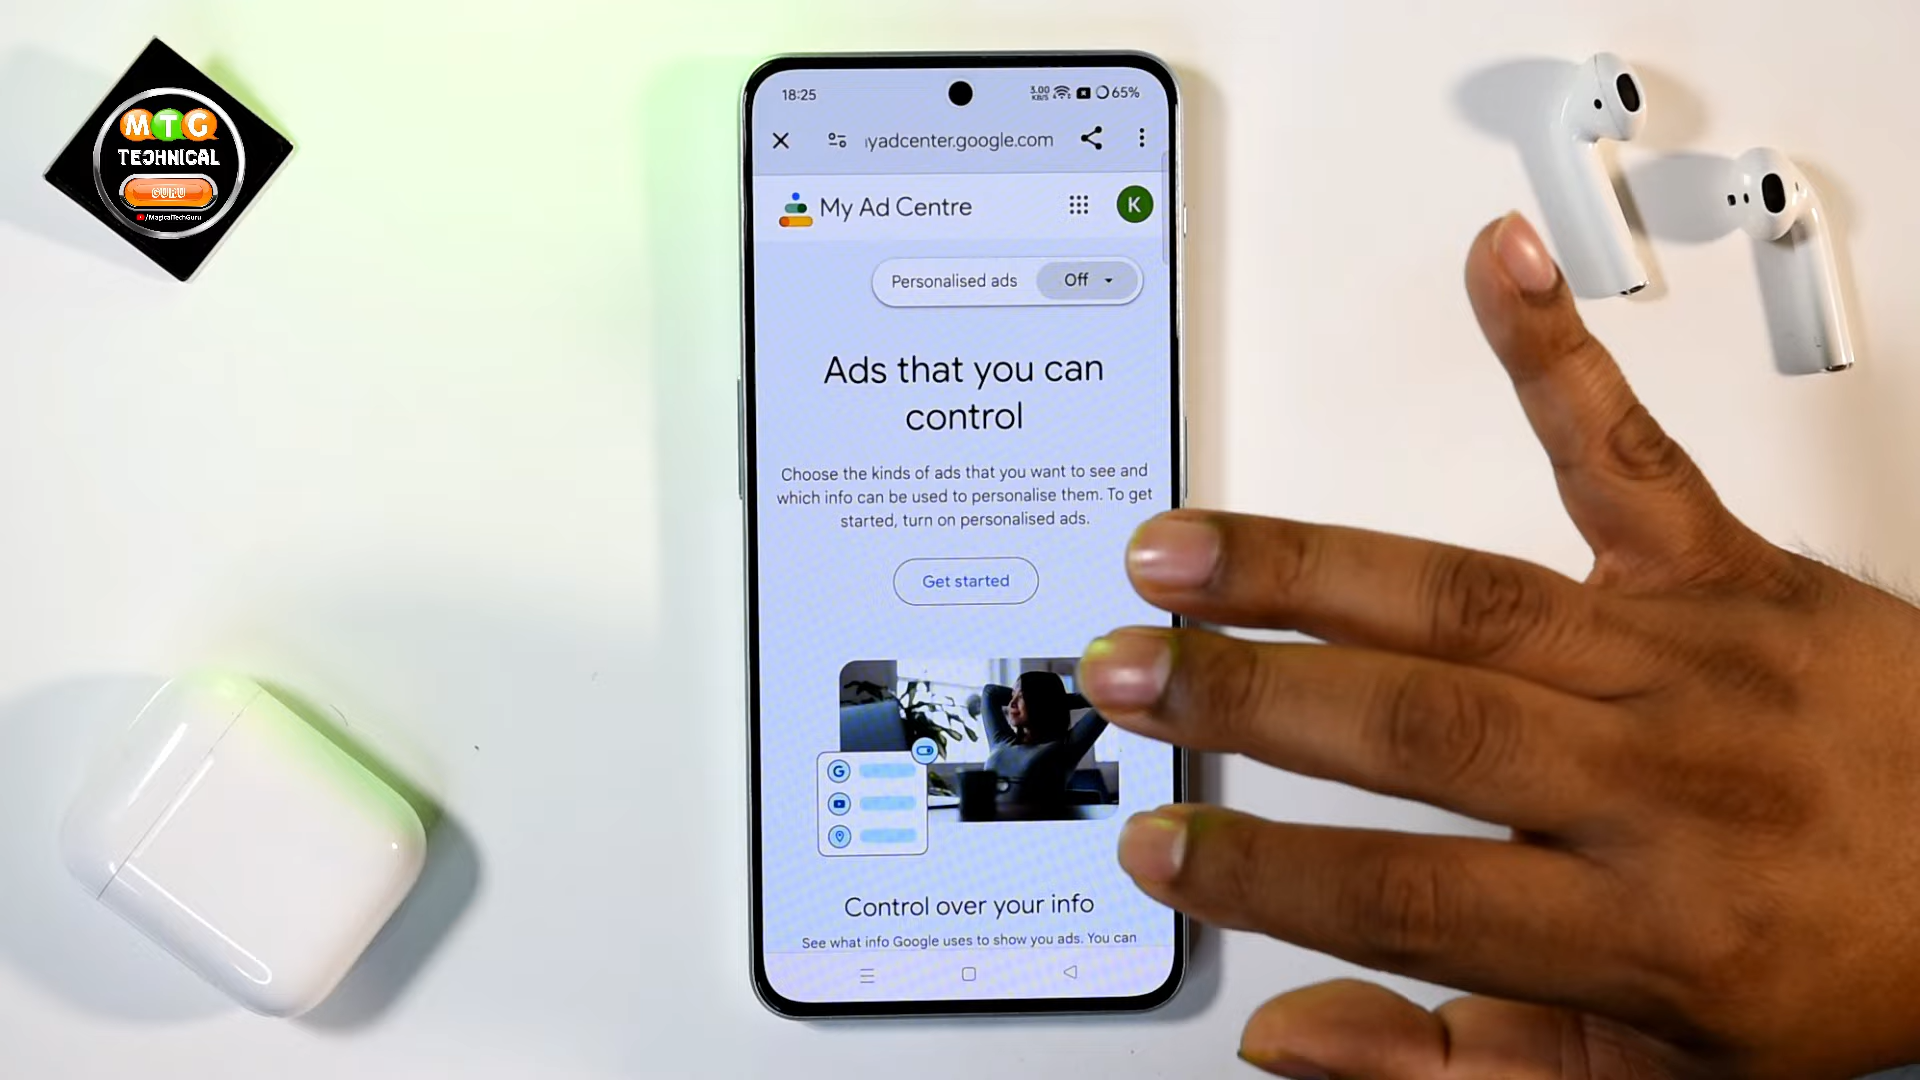 MTG
TECHNICAL
GURU
/MagicalTechGuru
18:25
3.00
KB/S
65%
yadcenter.google.com
My Ad Centre
K
Personalised ads
Off
Ads that you can
control
Choose the kinds of ads that you want to see and
which info can be used to personalise them. To get
started, turn on personalised ads.
Get started
G
Control over your info
See what info Google uses to show you ads. You can